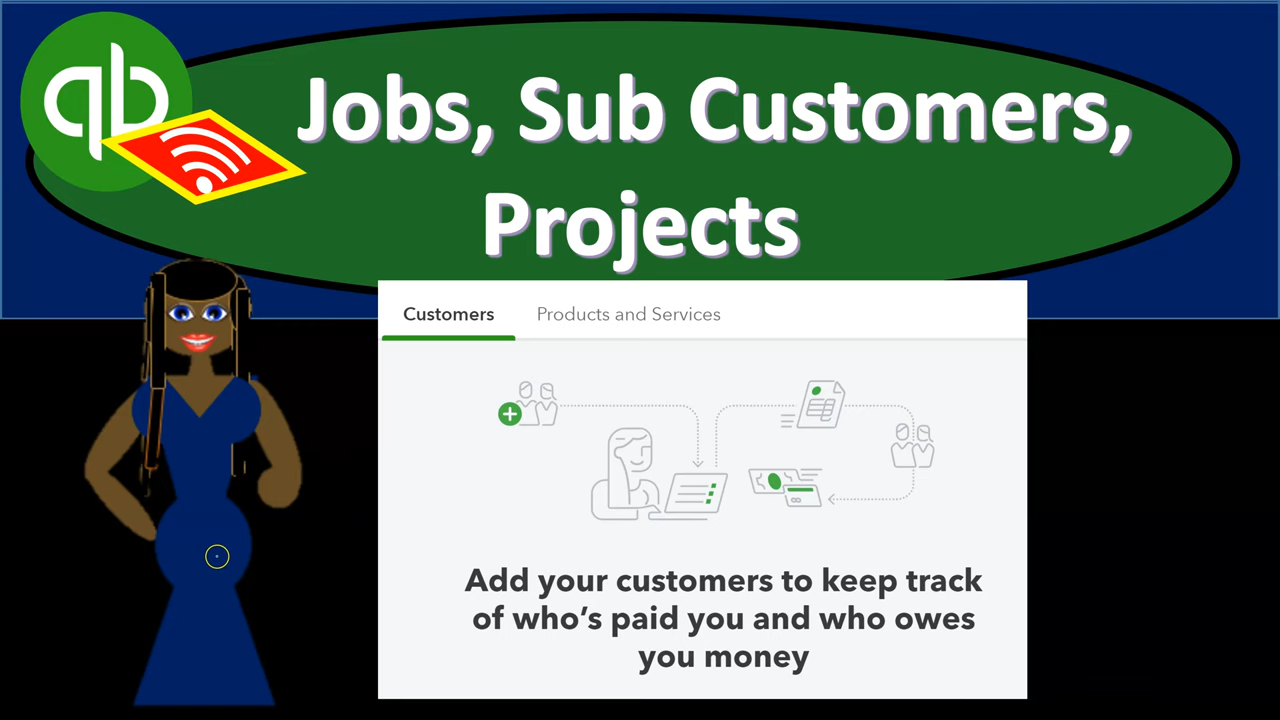 qb
Jobs, Sub Customers,
Projects
Customers
Products and Services
Add your customers to keep track
of who's paid you and who owes
you money